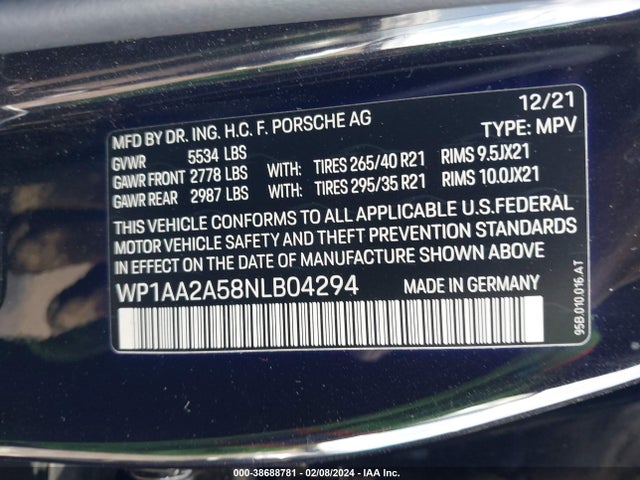 12/21
MFD BY DR. ING. H.C. F. PORSCHE AG
TYPE: MPV
GVWR 5534 LBS
GAWR FRONT 2778 LBS WITH: TIRES 265/40 R21 RIMS 9.5JX21
GAWR REAR 2987 LBS WITH: TIRES 295/35 R21 RIMS 10.0JX21
THIS VEHICLE CONFORMS TO ALL APPLICABLE U.S.FEDERAL
MOTOR VEHICLE SAFETY AND THEFT PREVENTION STANDARDS
IN EFFECT ON THE DATE OF MANUFACTURE SHOWN ABOVE
WP1AA2A58NLB04294 MADE IN GERMANY
95B.010.016.AT
000-38688781 - 02/08/2024 - IAA Inc.